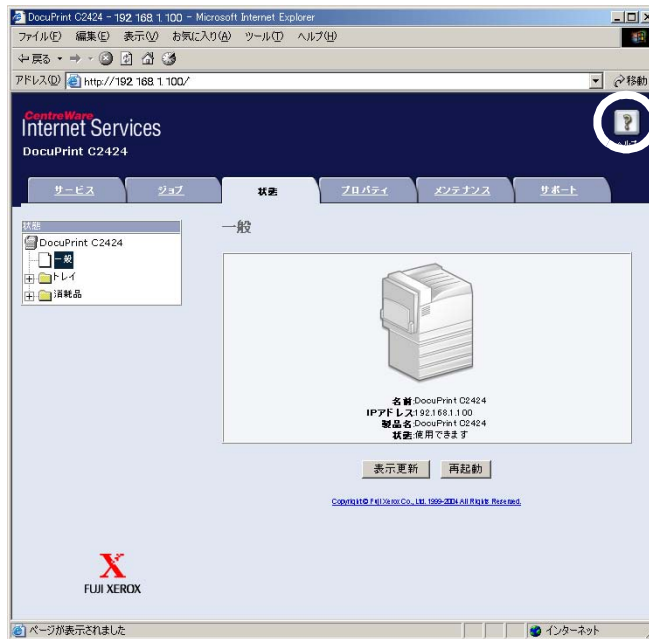 DocuPrint C2424 - 192.168.1.100 - Microsoft Internet Explorer
ファイル(F) 編集(E) 表示(V) お気に入り(A) ツール(T) ヘルプ(H)
戻る
アドレス(D) http://192.168.1.100/ 移動
CentreWare
Internet Services
DocuPrint C2424
ヘルプ
サービス ジョブ 状態 プロパティ メンテナンス サポート
状態
DocuPrint C2424
一般
トレイ
消耗品
一般
名前:DocuPrint C2424
IPアドレス:192.168.1.100
製品名:DocuPrint C2424
状態:使用できます
表示更新 再起動
Copyright© Fuji Xerox Co., Ltd. 1999-2004 All Rights Reserved.
X
FUJI XEROX
ページが表示されました インターネット